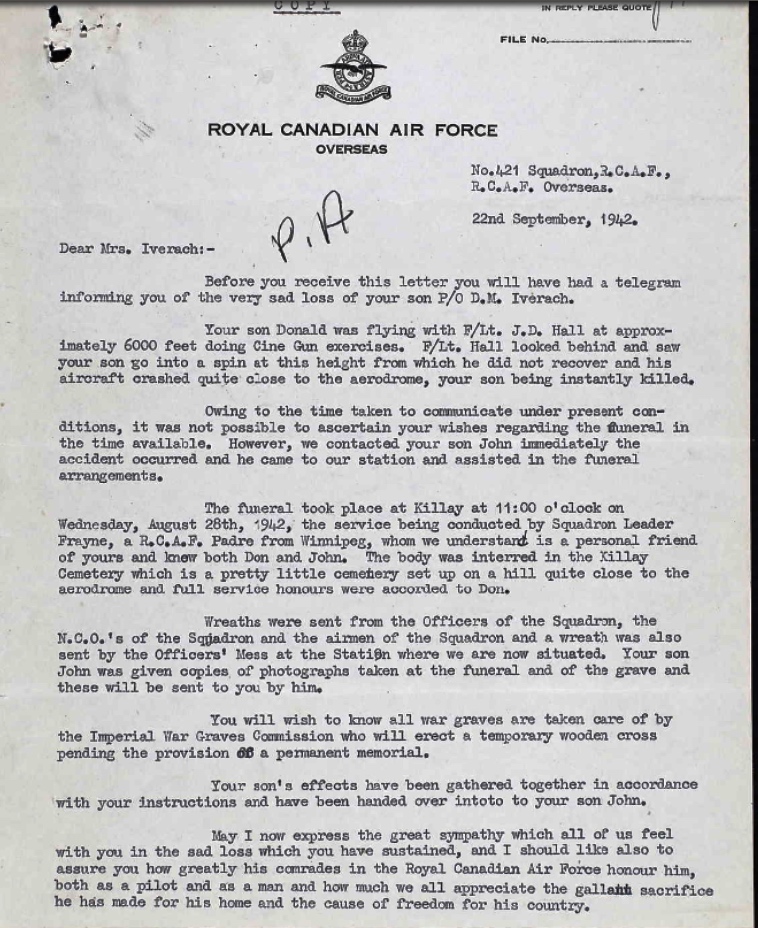 COPY
IN REPLY PLEASE QUOTE
FILE No.
ROYAL CANADIAN AIR FORCE
ROYAL CANADIAN AIR FORCE
OVERSEAS
No.421 Squadron,R.C.A.F.,
R.C.A.F. Overseas.
22nd September, 1942.
P.A
Dear Mrs. Iverach:-
Before you receive this letter you will have had a telegram
informing you of the very sad loss of your son P/O D.M. Iverach.
Your son Donald was flying with F/Lt. J.D. Hall at approx-
imately 6000 feet doing Cine Gun exercises. F/Lt. Hall looked behind and saw
your son go into a spin at this height from which he did not recover and his
aircraft crashed quite close to the aerodrome, your son being instantly killed.
Owing to the time taken to communicate under present con-
ditions, it was not possible to ascertain your wishes regarding the funeral in
the time available. However, we contacted your son John immediately the
accident occurred and he came to our station and assisted in the funeral
arrangements.
The funeral took place at Killay at 11:00 o'clock on
Wednesday, August 28th, 1942, the service being conducted by Squadron Leader
Frayne, a R.C.A.F. Padre from Winnipeg, whom we understand is a personal friend
of yours and knew both Don and John. The body was interred in the Killay
Cemetery which is a pretty little cemetery set up on a hill quite close to the
aerodrome and full service honours were accorded to Don.
Wreaths were sent from the Officers of the Squadron, the
N.C.O.'s of the Squadron and the airmen of the Squadron and a wreath was also
sent by the Officers' Mess at the Station where we are now situated. Your son
John was given copies of photographs taken at the funeral and of the grave and
these will be sent to you by him.
You will wish to know all war graves are taken care of by
the Imperial War Graves Commission who will erect a temporary wooden cross
pending the provision of a permanent memorial.
Your son's effects have been gathered together in accordance
with your instructions and have been handed over intoto to your son John.
May I now express the great sympathy which all of us feel
with you in the sad loss which you have sustained, and I should like also to
assure you how greatly his comrades in the Royal Canadian Air Force honour him,
both as a pilot and as a man and how much we all appreciate the gallant sacrifice
he has made for his home and the cause of freedom for his country.